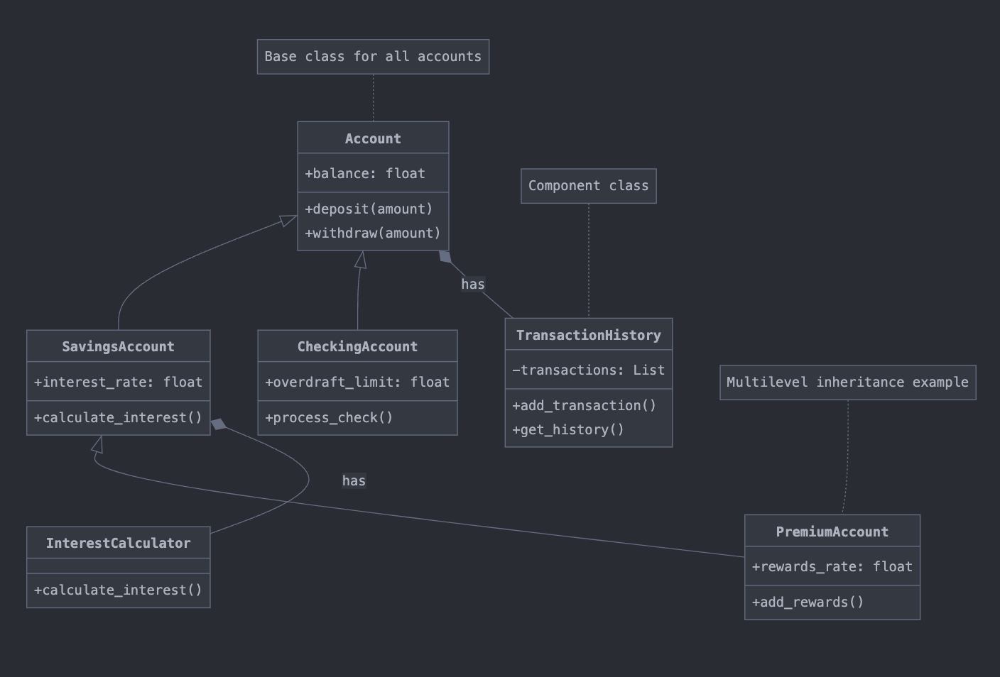 Base class for all accounts
Account
+balance: float
+deposit(amount)
+withdraw(amount)
Component class
has
SavingsAccount
+interest_rate: float
+calculate_interest()
CheckingAccount
+overdraft_limit: float
+process_check()
TransactionHistory
-transactions: List
+add_transaction()
+get_history()
Multilevel inheritance example
has
InterestCalculator
+calculate_interest()
PremiumAccount
+rewards_rate: float
+add_rewards()